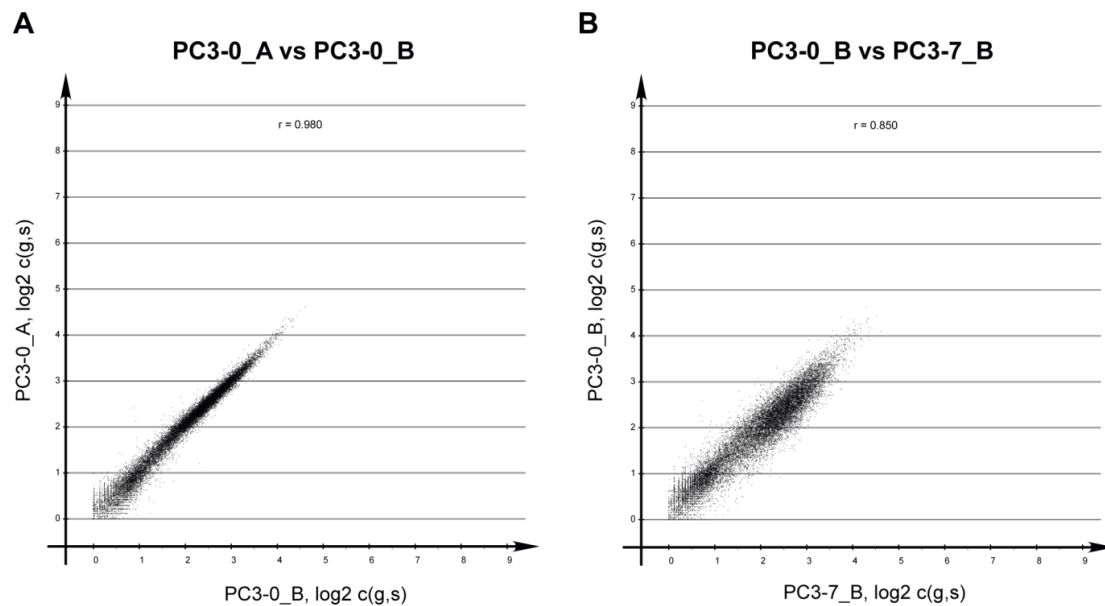 A
PC3-0_A vs PC3-0_B
r = 0.980
9
8
7
6
5
4
3
2
1
0
PC3-0_A, log2 c(g,s)
0 1 2 3 4 5 6 7 8 9
PC3-0_B, log2 c(g,s)
B
PC3-0_B vs PC3-7_B
r = 0.850
9
8
7
6
5
4
3
2
1
0
PC3-0_B, log2 c(g,s)
0 1 2 3 4 5 6 7 8 9
PC3-7_B, log2 c(g,s)